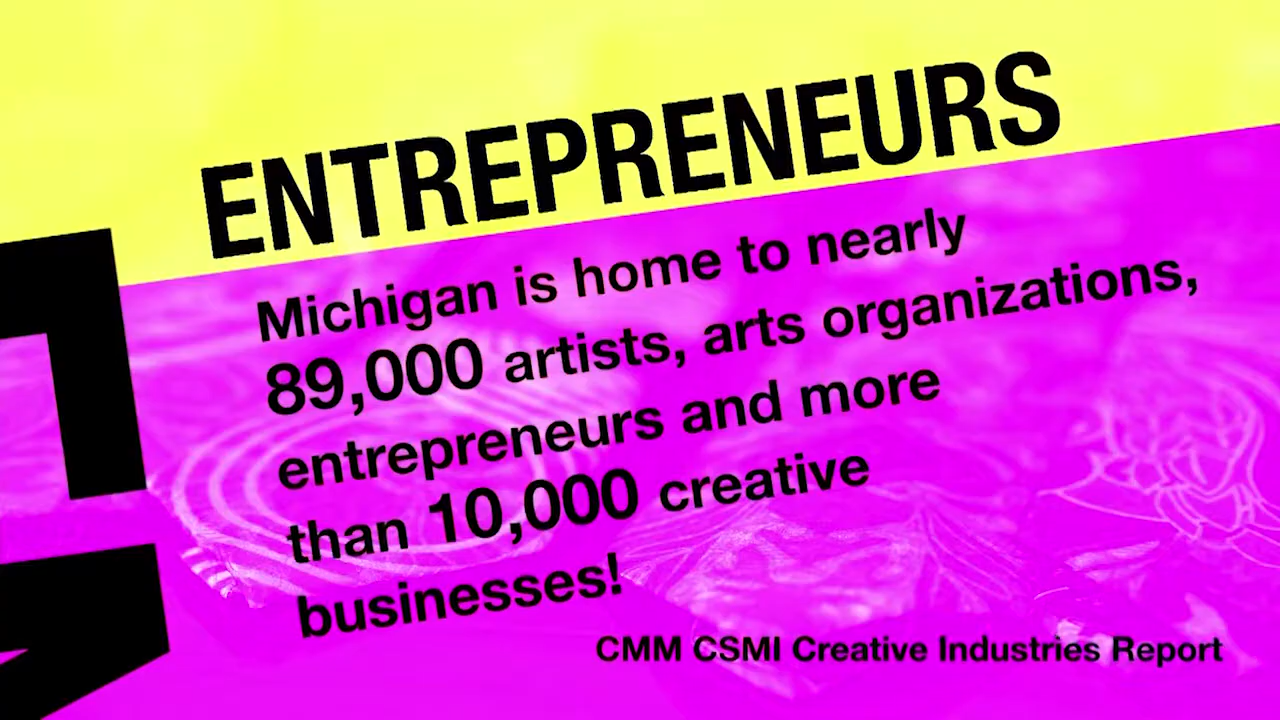 ENTREPRENEURS
Michigan is home to nearly
89,000 artists, arts organizations,
entrepreneurs and more
than 10,000 creative
businesses!
CMM CSMI Creative Industries Report